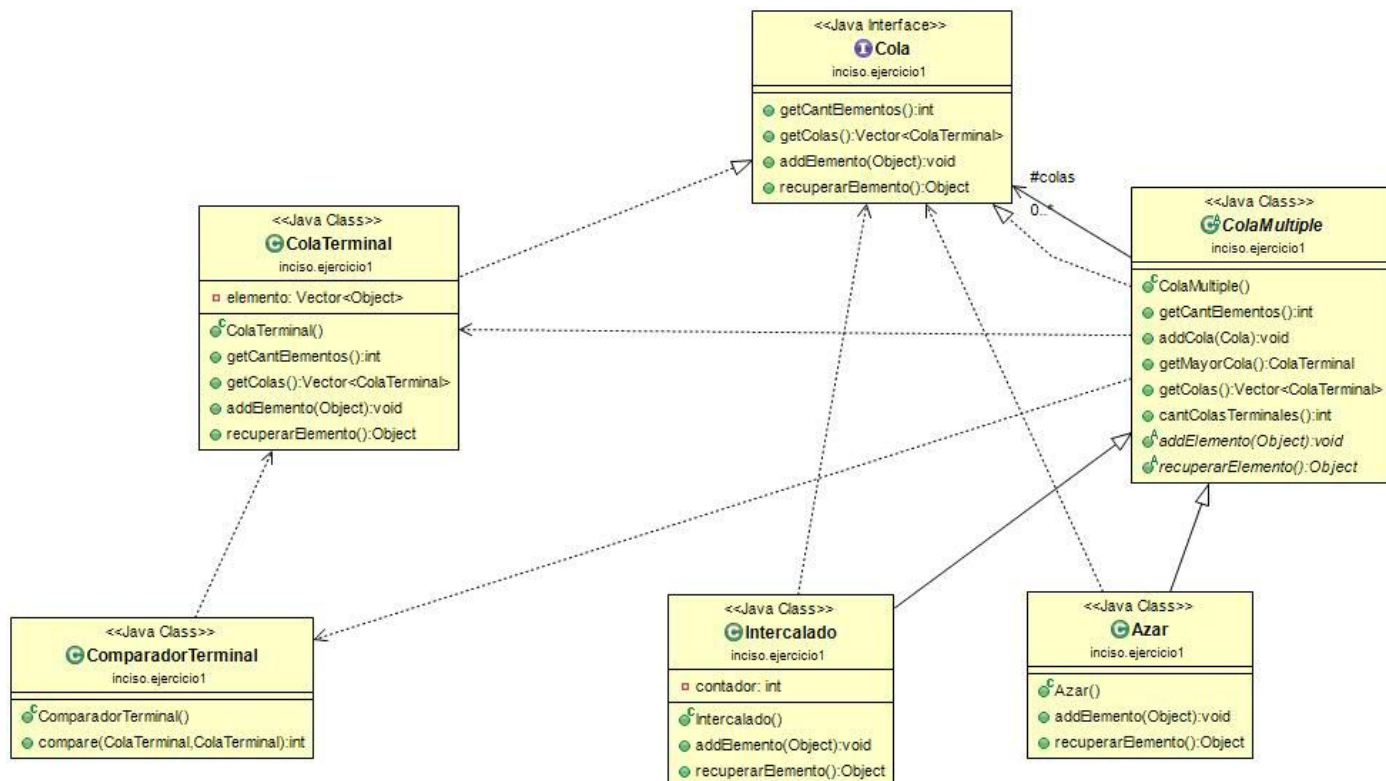 <<Java Interface>>
Cola
inciso.ejercicio1
getCantElementos():int
getColas():Vector<ColaTerminal>
addElemento(Object):void
recuperarElemento():Object
#colas
0..*
<<Java Class>>
ColaTerminal
inciso.ejercicio1
elemento: Vector<Object>
ColaTerminal()
getCantElementos():int
getColas():Vector<ColaTerminal>
addElemento(Object):void
recuperarElemento():Object
<<Java Class>>
ColaMultiple
inciso.ejercicio1
ColaMultiple()
getCantElementos():int
addCola(Cola):void
getMayorCola():ColaTerminal
getColas():Vector<ColaTerminal>
cantColasTerminales():int
addElemento(Object):void
recuperarElemento():Object
<<Java Class>>
ComparadorTerminal
inciso.ejercicio1
ComparadorTerminal()
compare(ColaTerminal,ColaTerminal):int
<<Java Class>>
Intercalado
inciso.ejercicio1
contador: int
Intercalado()
addElemento(Object):void
recuperarElemento():Object
<<Java Class>>
Azar
inciso.ejercicio1
Azar()
addElemento(Object):void
recuperarElemento():Object